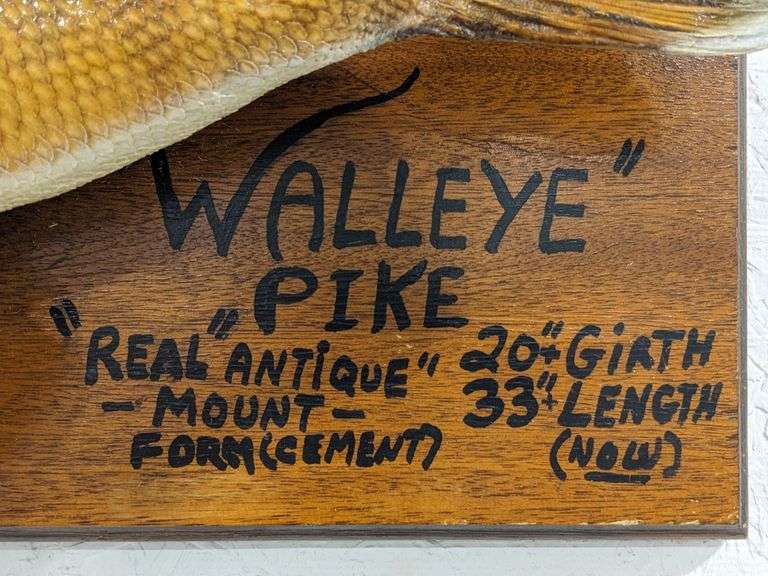 WALLEYE"
PIKE
"REAL" ANTIQUE"
- MOUNT -
FORM (CEMENT)
20"+ GiRTH
33"+ LENGTH
(NOW)